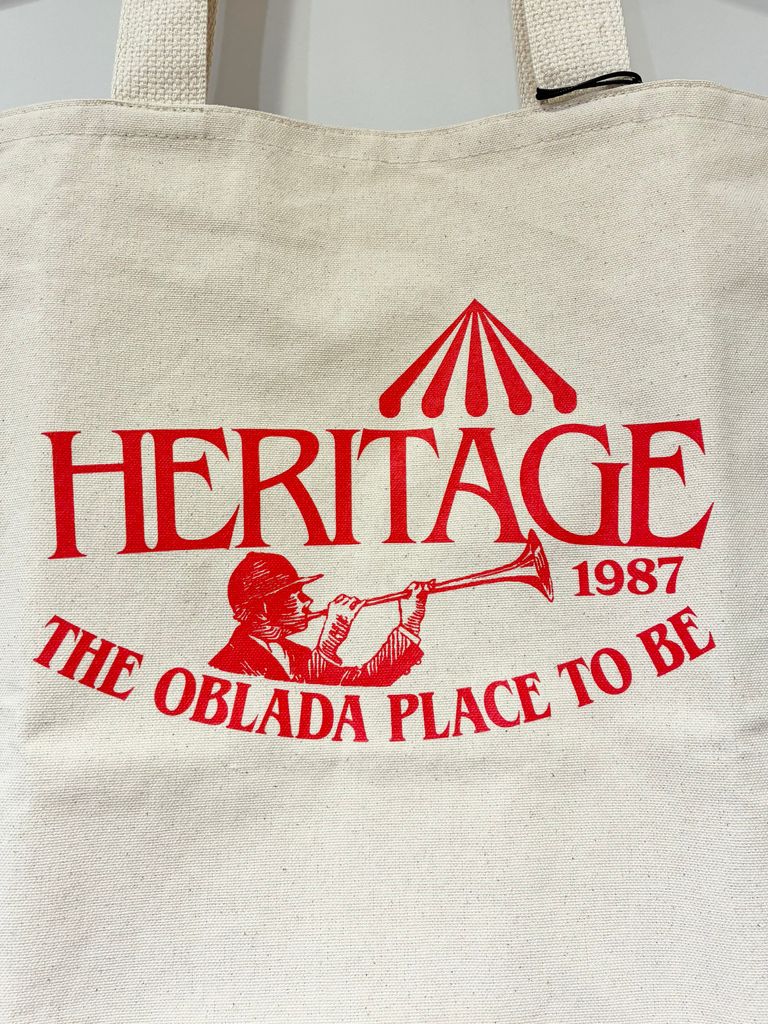 HERITAGE
1987
THE OBLADA PLACE TO BE